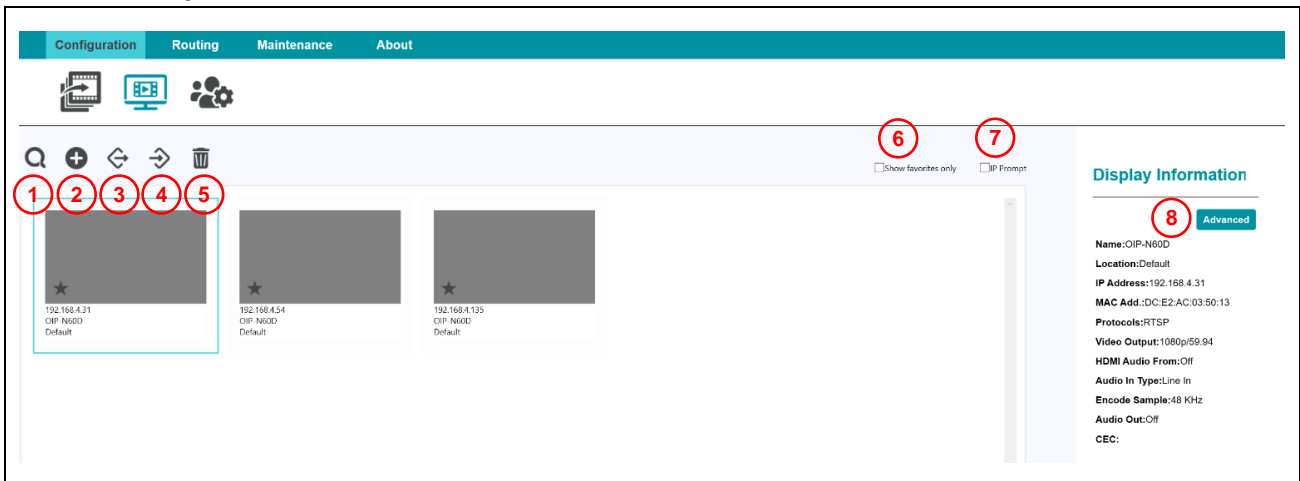 Configuration Routing Maintenance About
6 7
Show favorites only IP Prompt
1 2 3 4 5
192.168.4.31
OIP-N60D
Default
192.168.4.54
OIP-N60D
Default
192.168.4.135
OIP-N60D
Default
Display Information
8 Advanced
Name:OIP-N60D
Location:Default
IP Address:192.168.4.31
MAC Add.:DC:E2:AC:03:50:13
Protocols:RTSP
Video Output:1080p/59.94
HDMI Audio From:Off
Audio In Type:Line In
Encode Sample:48 KHz
Audio Out:Off
CEC: